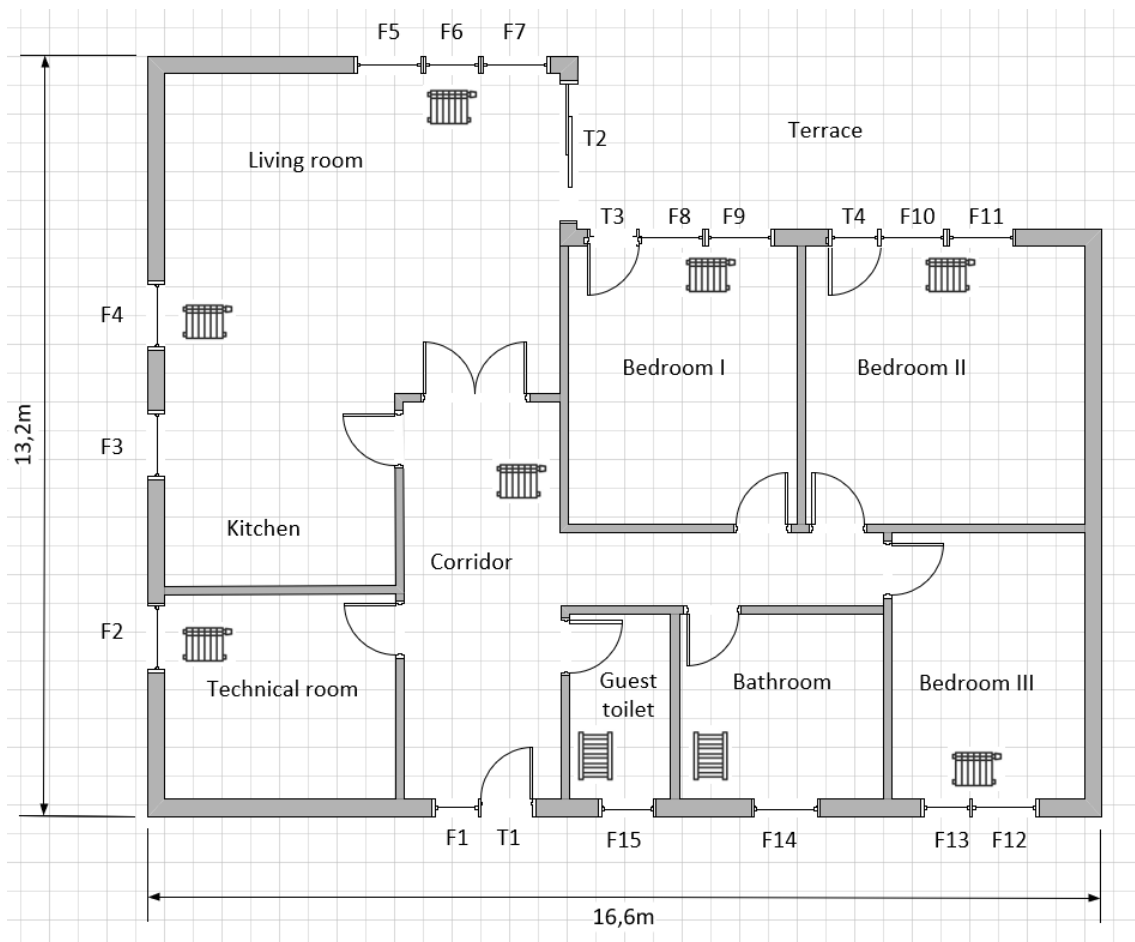 F5 F6 F7
T2
Terrace
Living room
T3 F8 F9 T4 F10 F11
F4
Bedroom I
Bedroom II
13,2m
F3
Kitchen
Corridor
F2
Technical room
Guest
toilet
Bathroom
Bedroom III
F1 T1 F15 F14 F13 F12
16,6m